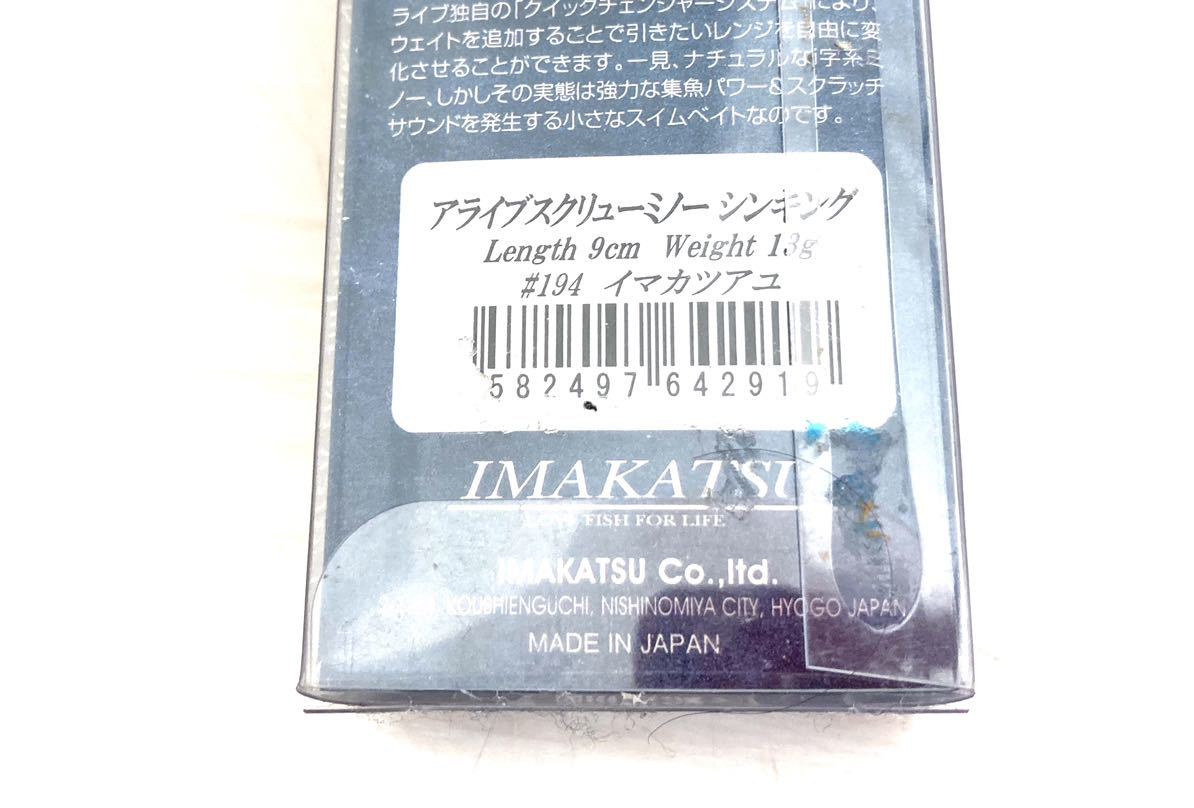 ライブ独自の「クイックチェンジャーシステム」により、
ウェイトを追加することで引きたいレンジを自由に変
化させることができます。一見、ナチュラルなi字系ミ
ノー、しかしその実態は強力な集魚パワー&スクラッチ
サウンドを発生する小さなスイムベイトなのです。
アライブスクリューミノー シンキング
Length 9cm Weight 13g
#194 イマカツアユ
582497 642919
IMAKATSU
LOVE FISH FOR LIFE
IMAKATSU Co.,ltd.
KOUSHIENGUCHI, NISHINOMIYA CITY, HYOGO JAPAN
MADE IN JAPAN